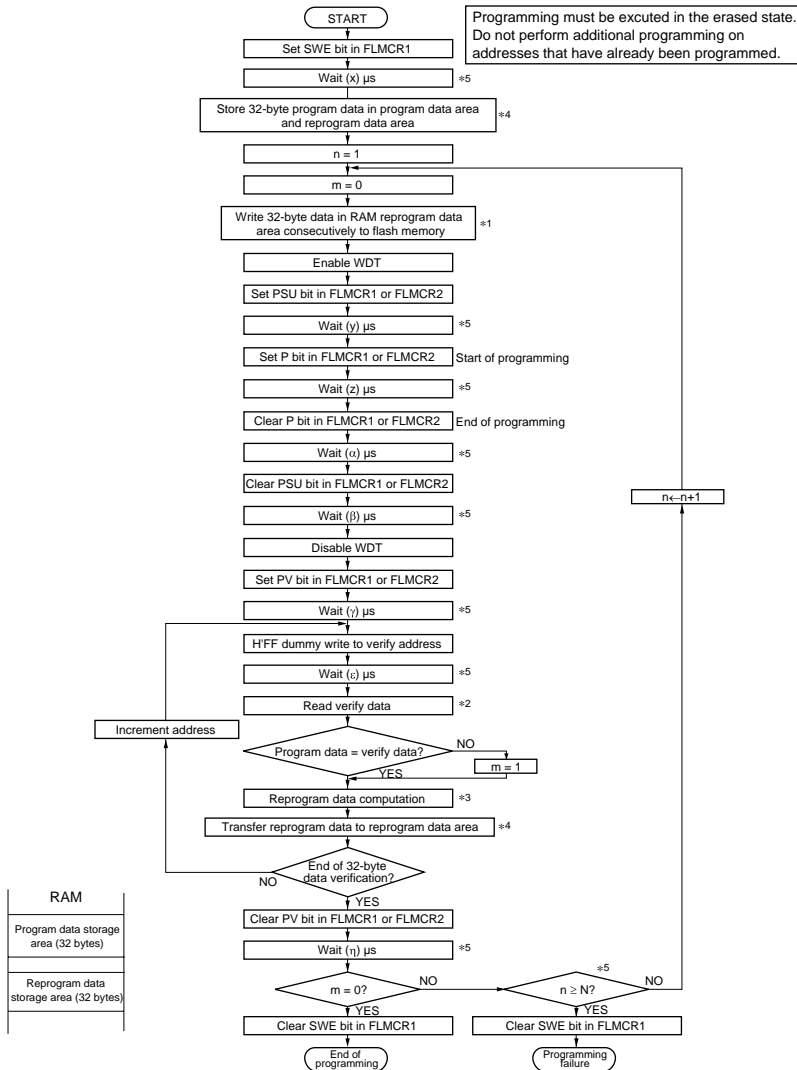 START
Programming must be excuted in the erased state.
Do not perform additional programming on
addresses that have already been programmed.
Set SWE bit in FLMCR1
Wait (x) µs
*5
Store 32-byte program data in program data area
and reprogram data area
*4
n = 1
m = 0
Write 32-byte data in RAM reprogram data
area consecutively to flash memory
*1
Enable WDT
Set PSU bit in FLMCR1 or FLMCR2
Wait (y) µs
*5
Set P bit in FLMCR1 or FLMCR2
Start of programming
Wait (z) µs
*5
Clear P bit in FLMCR1 or FLMCR2
End of programming
Wait (α) µs
*5
Clear PSU bit in FLMCR1 or FLMCR2
n←n+1
Wait (β) µs
*5
Disable WDT
Set PV bit in FLMCR1 or FLMCR2
Wait (γ) µs
*5
H'FF dummy write to verify address
Wait (ε) µs
*5
Read verify data
*2
Increment address
Program data = verify data?
NO
m = 1
YES
Reprogram data computation
*3
Transfer reprogram data to reprogram data area
*4
End of 32-byte
data verification?
NO
YES
RAM
Program data storage
area (32 bytes)
Reprogram data
storage area (32 bytes)
Clear PV bit in FLMCR1 or FLMCR2
Wait (η) µs
*5
m = 0?
NO
*5
n ≥ N?
NO
YES
YES
Clear SWE bit in FLMCR1
Clear SWE bit in FLMCR1
End of
programming
Programming
failure